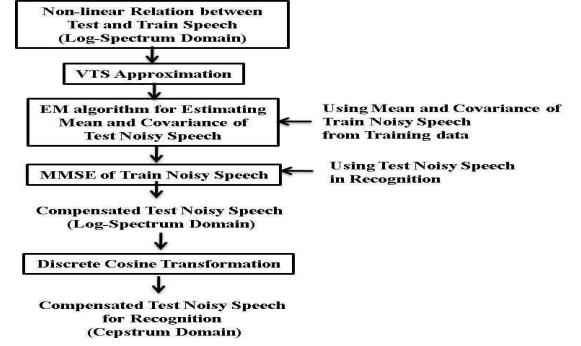 Non-linear Relation between
Test and Train Speech
(Log-Spectrum Domain)
VTS Approximation
EM algorithm for Estimating
Mean and Covariance of
Test Noisy Speech
Using Mean and Covariance of
Train Noisy Speech
from Training data
MMSE of Train Noisy Speech
Using Test Noisy Speech
in Recognition
Compensated Test Noisy Speech
(Log-Spectrum Domain)
Discrete Cosine Transformation
Compensated Test Noisy Speech
for Recognition
(Cepstrum Domain)